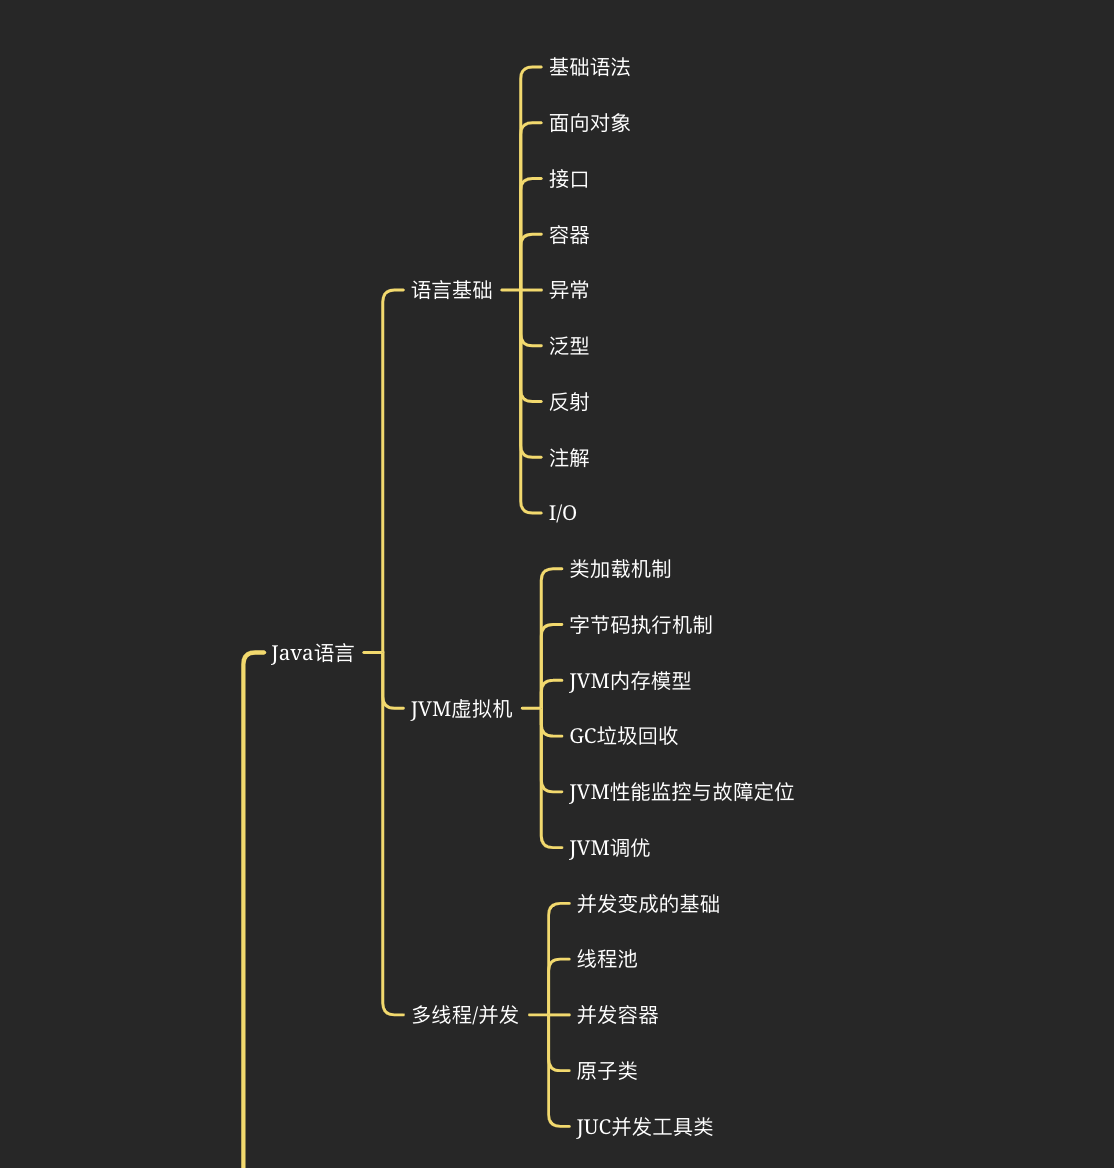 基础语法
面向对象
接口
容器
语言基础
异常
泛型
反射
注解
I/O
类加载机制
字节码执行机制
Java语言
JVM内存模型
JVM虚拟机
GC垃圾回收
JVM性能监控与故障定位
JVM调优
并发变成的基础
线程池
多线程/并发
并发容器
原子类
JUC并发工具类